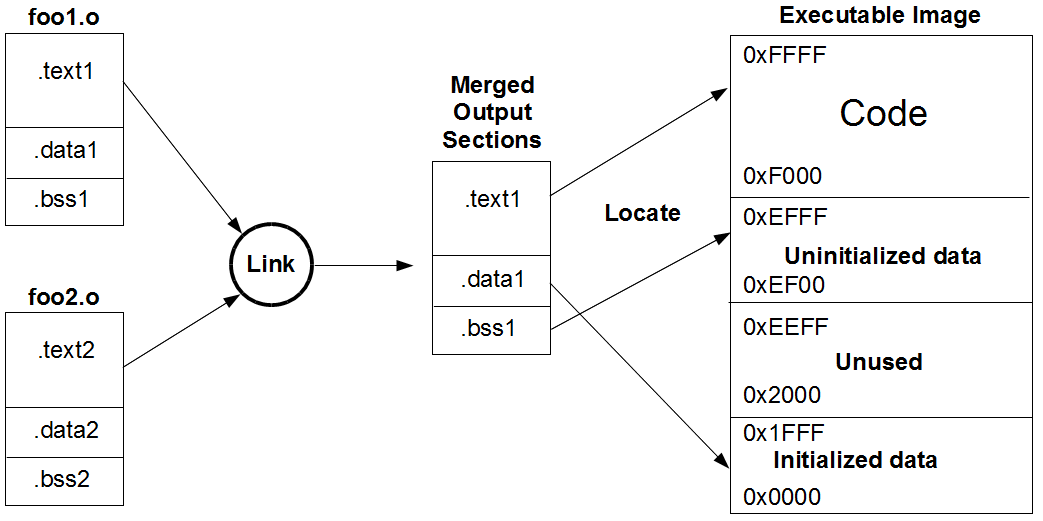 foo1.o
.text1
.data1
.bss1
foo2.o
.text2
.data2
.bss2
Link
Merged
Output
Sections
.text1
.data1
.bss1
Locate
Executable Image
0xFFFF
Code
0xF000
0xEFFF
Uninitialized data
0xEF00
0xEEFF
Unused
0x2000
0x1FFF
Initialized data
0x0000